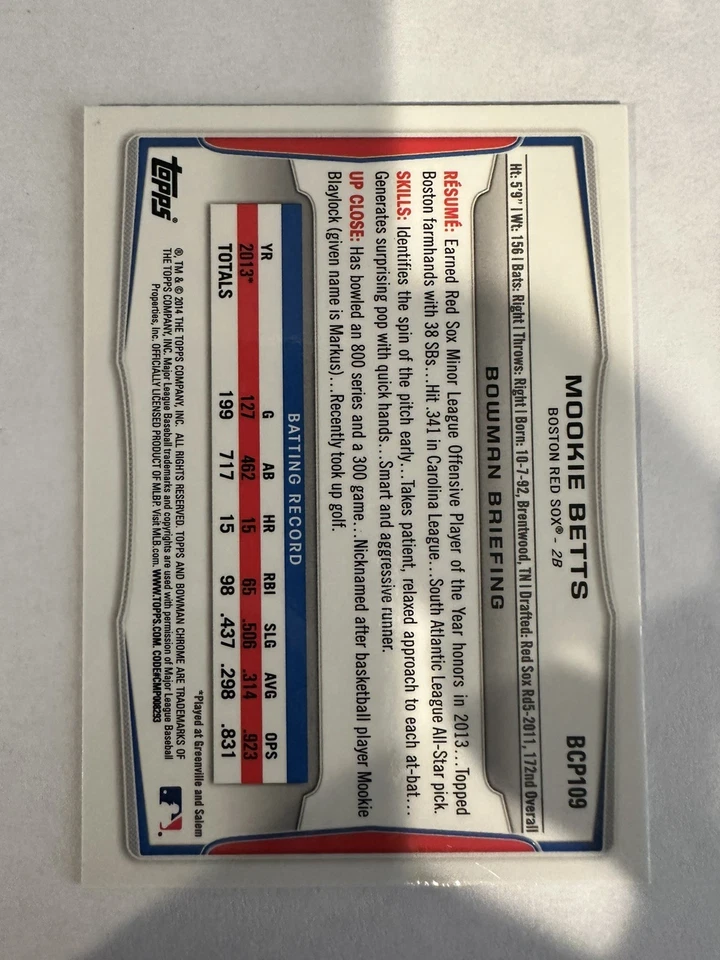 MOOKIE BETTS BCP109
BOSTON RED SOX® - 2B
Ht: 5'9" | Wt: 156 | Bats: Right | Throws: Right | Born: 10-7-92, Brentwood, TN | Drafted: Red Sox Rd5-2011, 172nd Overall
BOWMAN BRIEFING
RÉSUMÉ: Earned Red Sox Minor League Offensive Player of the Year honors in 2013...Topped
Boston farmhands with 38 SBs...Hit .341 in Carolina League...South Atlantic League All-Star pick.
SKILLS: Identifies the spin of the pitch early...Takes patient, relaxed approach to each at-bat...
Generates surprising pop with quick hands...Smart and aggressive runner.
UP CLOSE: Has bowled an 800 series and a 300 game...Nicknamed after basketball player Mookie
Blaylock (given name is Markus)...Recently took up golf.
BATTING RECORD
YR G AB HR RBI SLG AVG OPS
2013* 127 462 15 65 .506 .314 .923
TOTALS 199 717 15 98 .437 .298 .831
*Played at Greenville and Salem
topps®
®, TM & © 2014 THE TOPPS COMPANY, INC. ALL RIGHTS RESERVED. TOPPS AND BOWMAN CHROME ARE TRADEMARKS OF
THE TOPPS COMPANY, INC. Major League Baseball trademarks and copyrights are used with permission of Major League Baseball
Properties, Inc. OFFICIALLY LICENSED PRODUCT OF MLBP. Visit MLB.com. WWW.TOPPS.COM. CODE#CMP008293